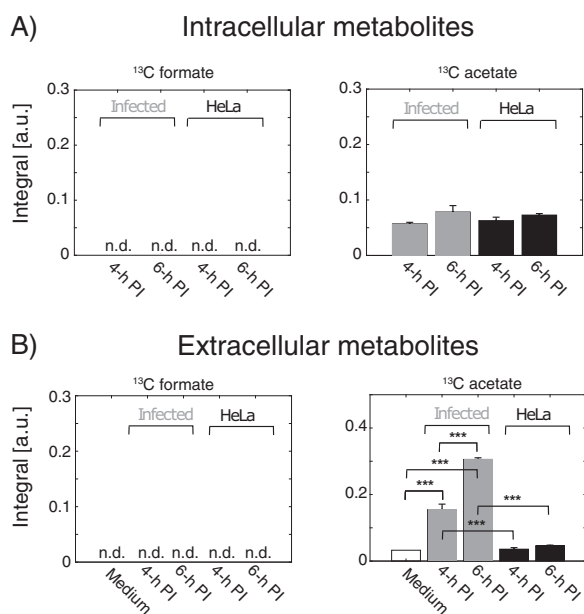 A) Intracellular metabolites
¹³C formate
0.3
0.2
0.1
0
Integral [a.u.]
Infected HeLa
n.d. n.d. n.d. n.d.
4-h PI 6-h PI 4-h PI 6-h PI
¹³C acetate
0.3
0.2
0.1
0
Infected HeLa
4-h PI 6-h PI 4-h PI 6-h PI
B) Extracellular metabolites
¹³C formate
0.3
0.2
0.1
0
Integral [a.u.]
Infected HeLa
n.d. n.d. n.d. n.d. n.d.
Medium 4-h PI 6-h PI 4-h PI 6-h PI
¹³C acetate
0.4
0.2
0
Infected HeLa
***
***
***
***
***
Medium 4-h PI 6-h PI 4-h PI 6-h PI